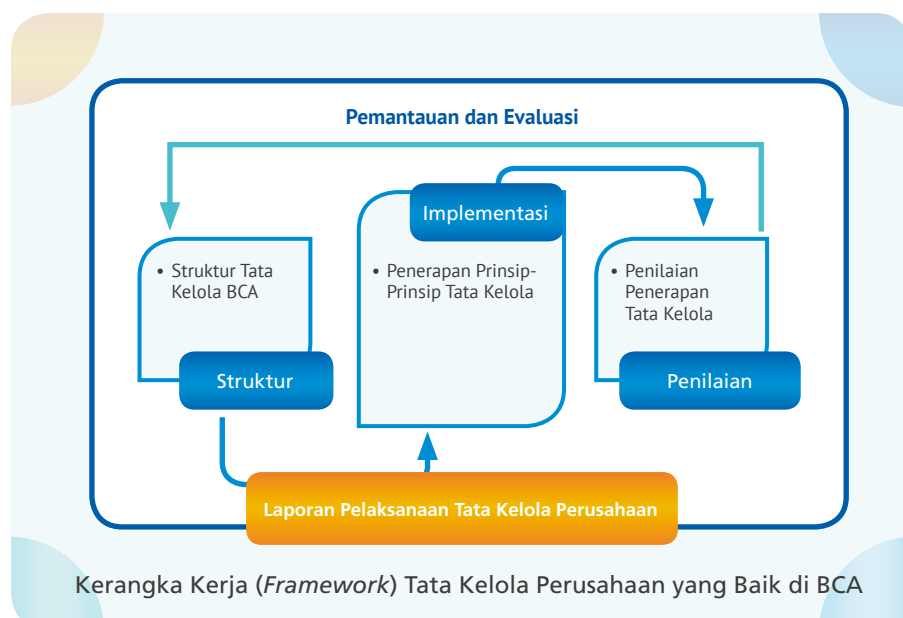 Pemantauan dan Evaluasi
• Struktur Tata
Kelola BCA
Struktur
Implementasi
• Penerapan Prinsip-
Prinsip Tata Kelola
• Penilaian
Penerapan
Tata Kelola
Penilaian
Laporan Pelaksanaan Tata Kelola Perusahaan
Kerangka Kerja (Framework) Tata Kelola Perusahaan yang Baik di BCA